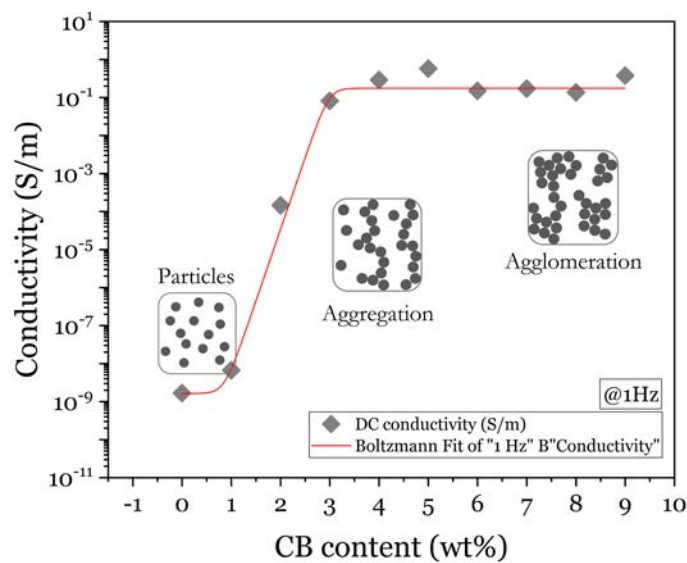 Conductivity (S/m)
10¹
10⁻¹
10⁻³
10⁻⁵
10⁻⁷
10⁻⁹
10⁻¹¹
Particles
Aggregation
Agglomeration
@1Hz
DC conductivity (S/m)
Boltzmann Fit of "1 Hz" B"Conductivity"
-1 0 1 2 3 4 5 6 7 8 9 10
CB content (wt%)